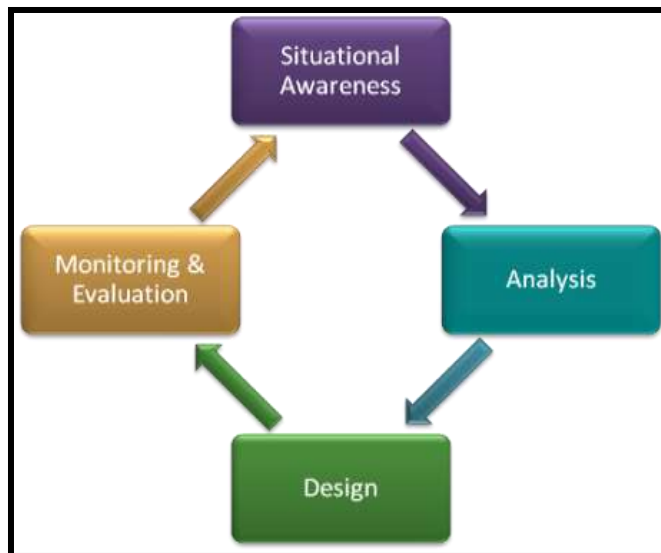 Situational
Awareness
Monitoring &
Evaluation
Analysis
Design